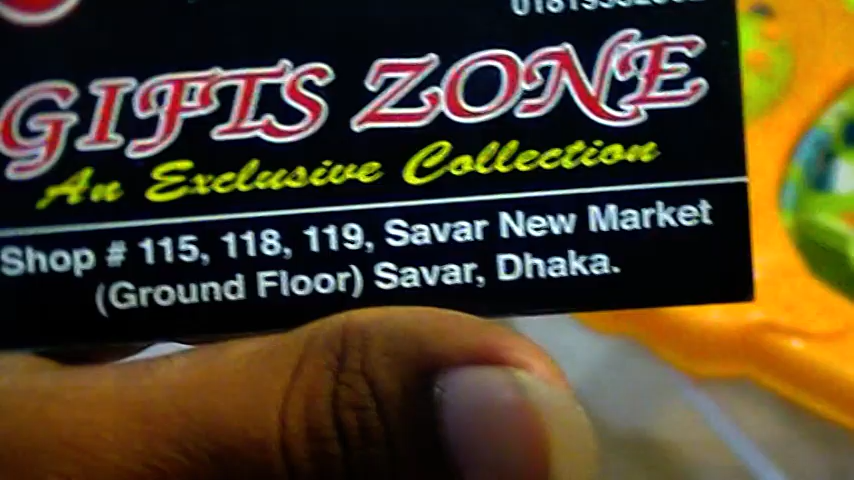 GIFTS ZONE
An Exclusive Collection
Shop # 115, 118, 119, Savar New Market
(Ground Floor) Savar, Dhaka.